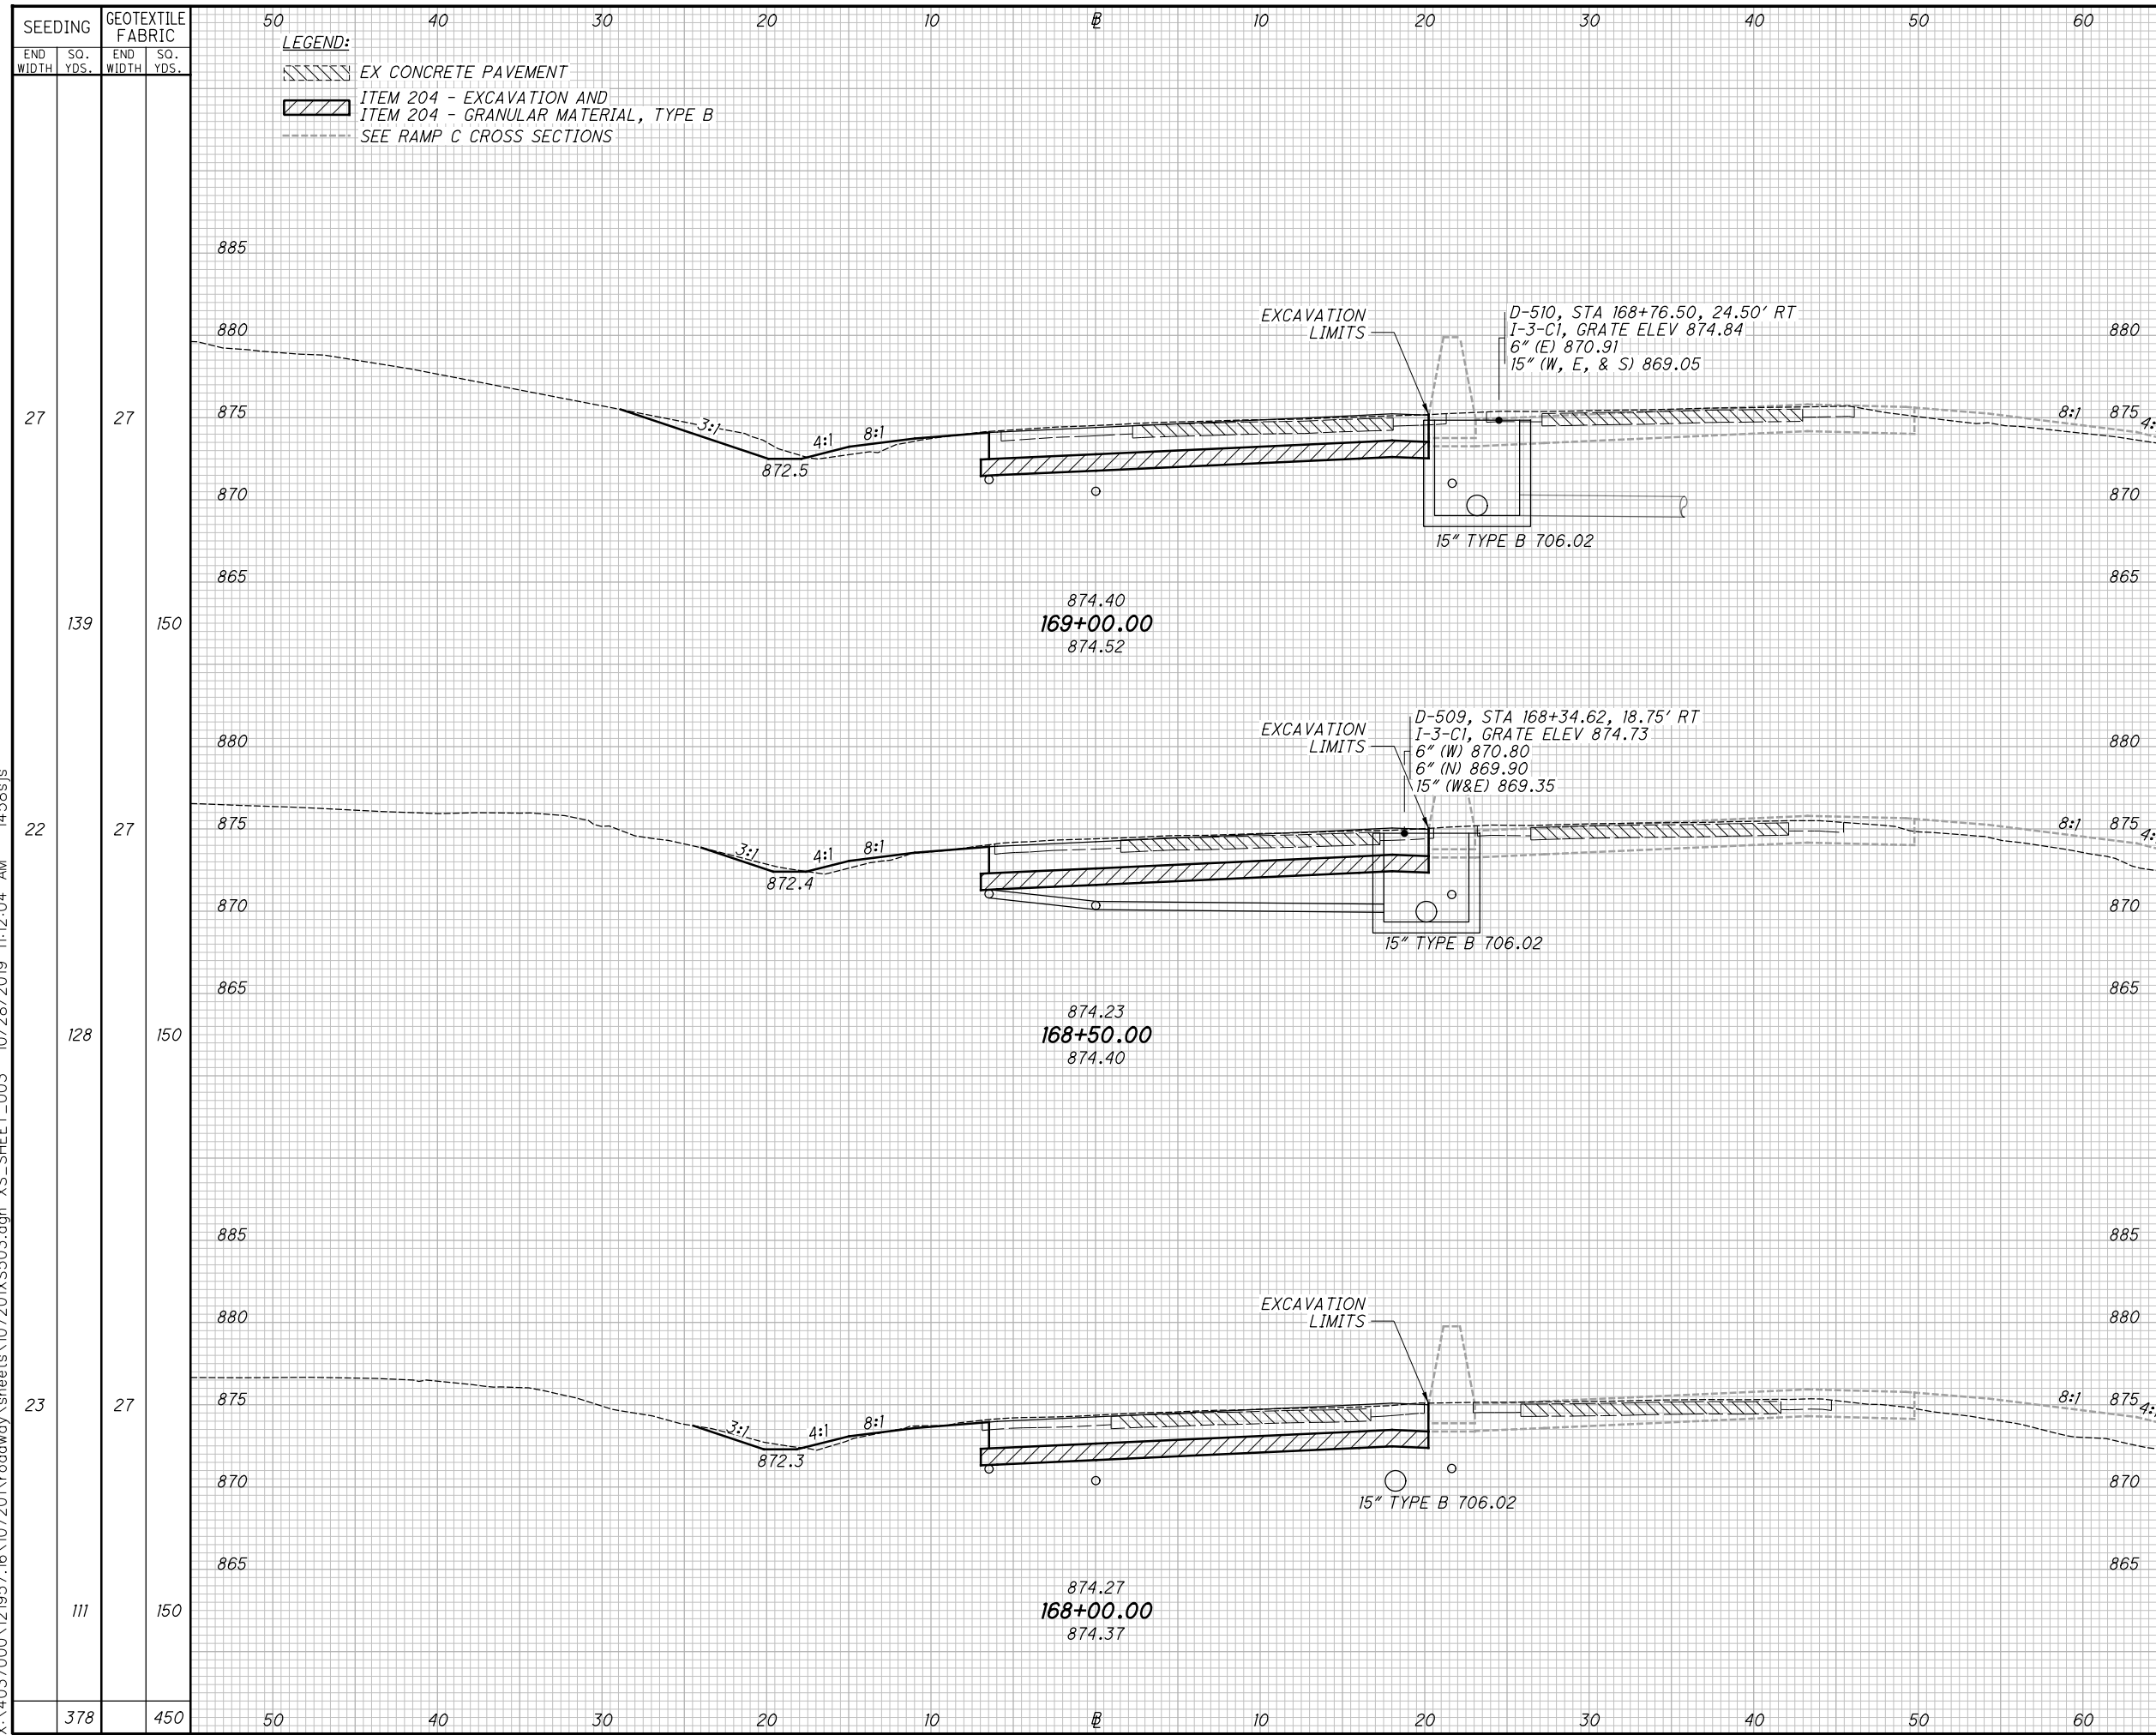 SEEDING
GEOTEXTILE
FABRIC
END WIDTH
SQ. YDS.
END WIDTH
SQ. YDS.
50 40 30 20 10 10 20 30 40 50 60
LEGEND:
EX CONCRETE PAVEMENT
ITEM 204 - EXCAVATION AND
ITEM 204 - GRANULAR MATERIAL, TYPE B
SEE RAMP C CROSS SECTIONS
885
880 880
EXCAVATION
LIMITS
D-510, STA 168+76.50, 24.50' RT
I-3-C1, GRATE ELEV 874.84
6" (E) 870.91
15" (W, E, & S) 869.05
27 27
875 875
3:1 4:1 8:1 8:1 4:
872.5
870 870
15" TYPE B 706.02
865 865
139 150
874.40
169+00.00
874.52
880 880
EXCAVATION
LIMITS
D-509, STA 168+34.62, 18.75' RT
I-3-C1, GRATE ELEV 874.73
6" (W) 870.80
6" (N) 869.90
15" (W&E) 869.35
22 27
875 875
3:1 4:1 8:1 8:1 4:
872.4
870 870
15" TYPE B 706.02
865 865
128 150
874.23
168+50.00
874.40
885 885
880 880
EXCAVATION
LIMITS
23 27
875 875
3:1 4:1 8:1 8:1 4:
872.3
870 870
15" TYPE B 706.02
865 865
111 150
874.27
168+00.00
874.37
378 450
50 40 30 20 10 10 20 30 40 50 60
10/28/2019 11:12:04 AM